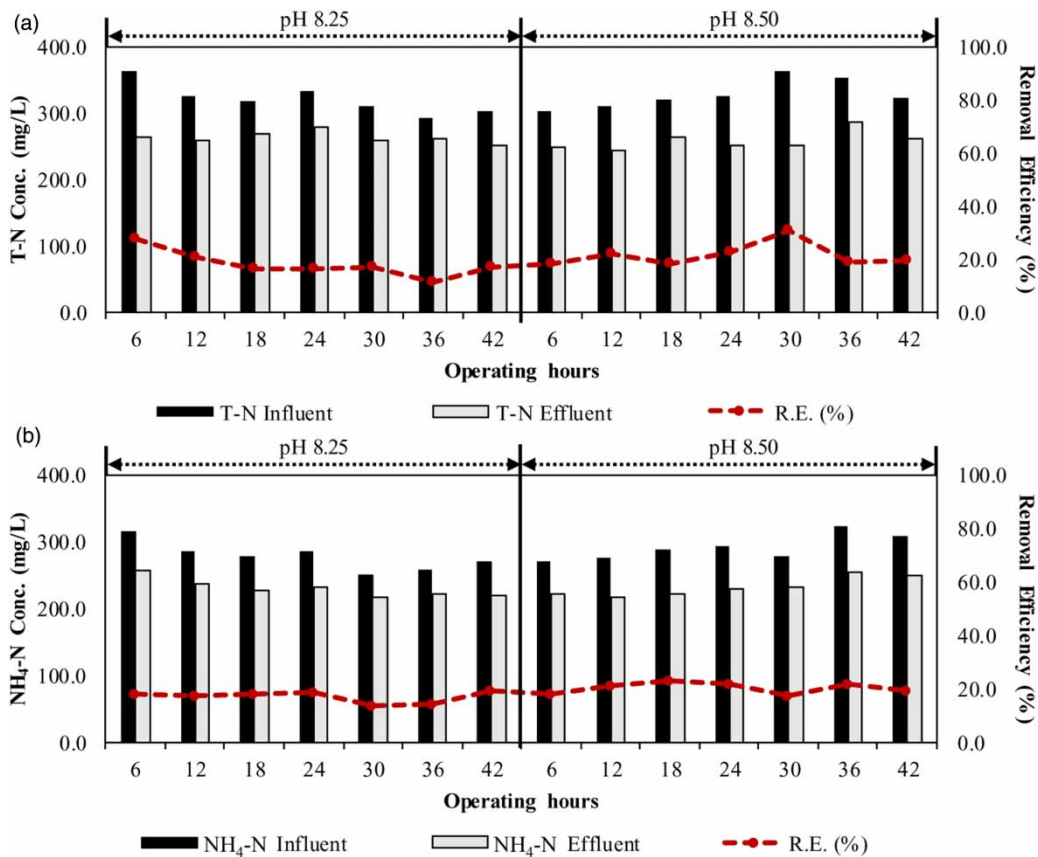 (a)
pH 8.25 pH 8.50
400.0 100.0
300.0 80.0
200.0 60.0
100.0 40.0
0.0 20.0
0.0
T-N Conc. (mg/L)
Removal Efficiency (%)
6 12 18 24 30 36 42 6 12 18 24 30 36 42
Operating hours
T-N Influent T-N Effluent R.E. (%)
(b)
pH 8.25 pH 8.50
400.0 100.0
300.0 80.0
200.0 60.0
100.0 40.0
0.0 20.0
0.0
NH₄-N Conc. (mg/L)
Removal Efficiency (%)
6 12 18 24 30 36 42 6 12 18 24 30 36 42
Operating hours
NH₄-N Influent NH₄-N Effluent R.E. (%)